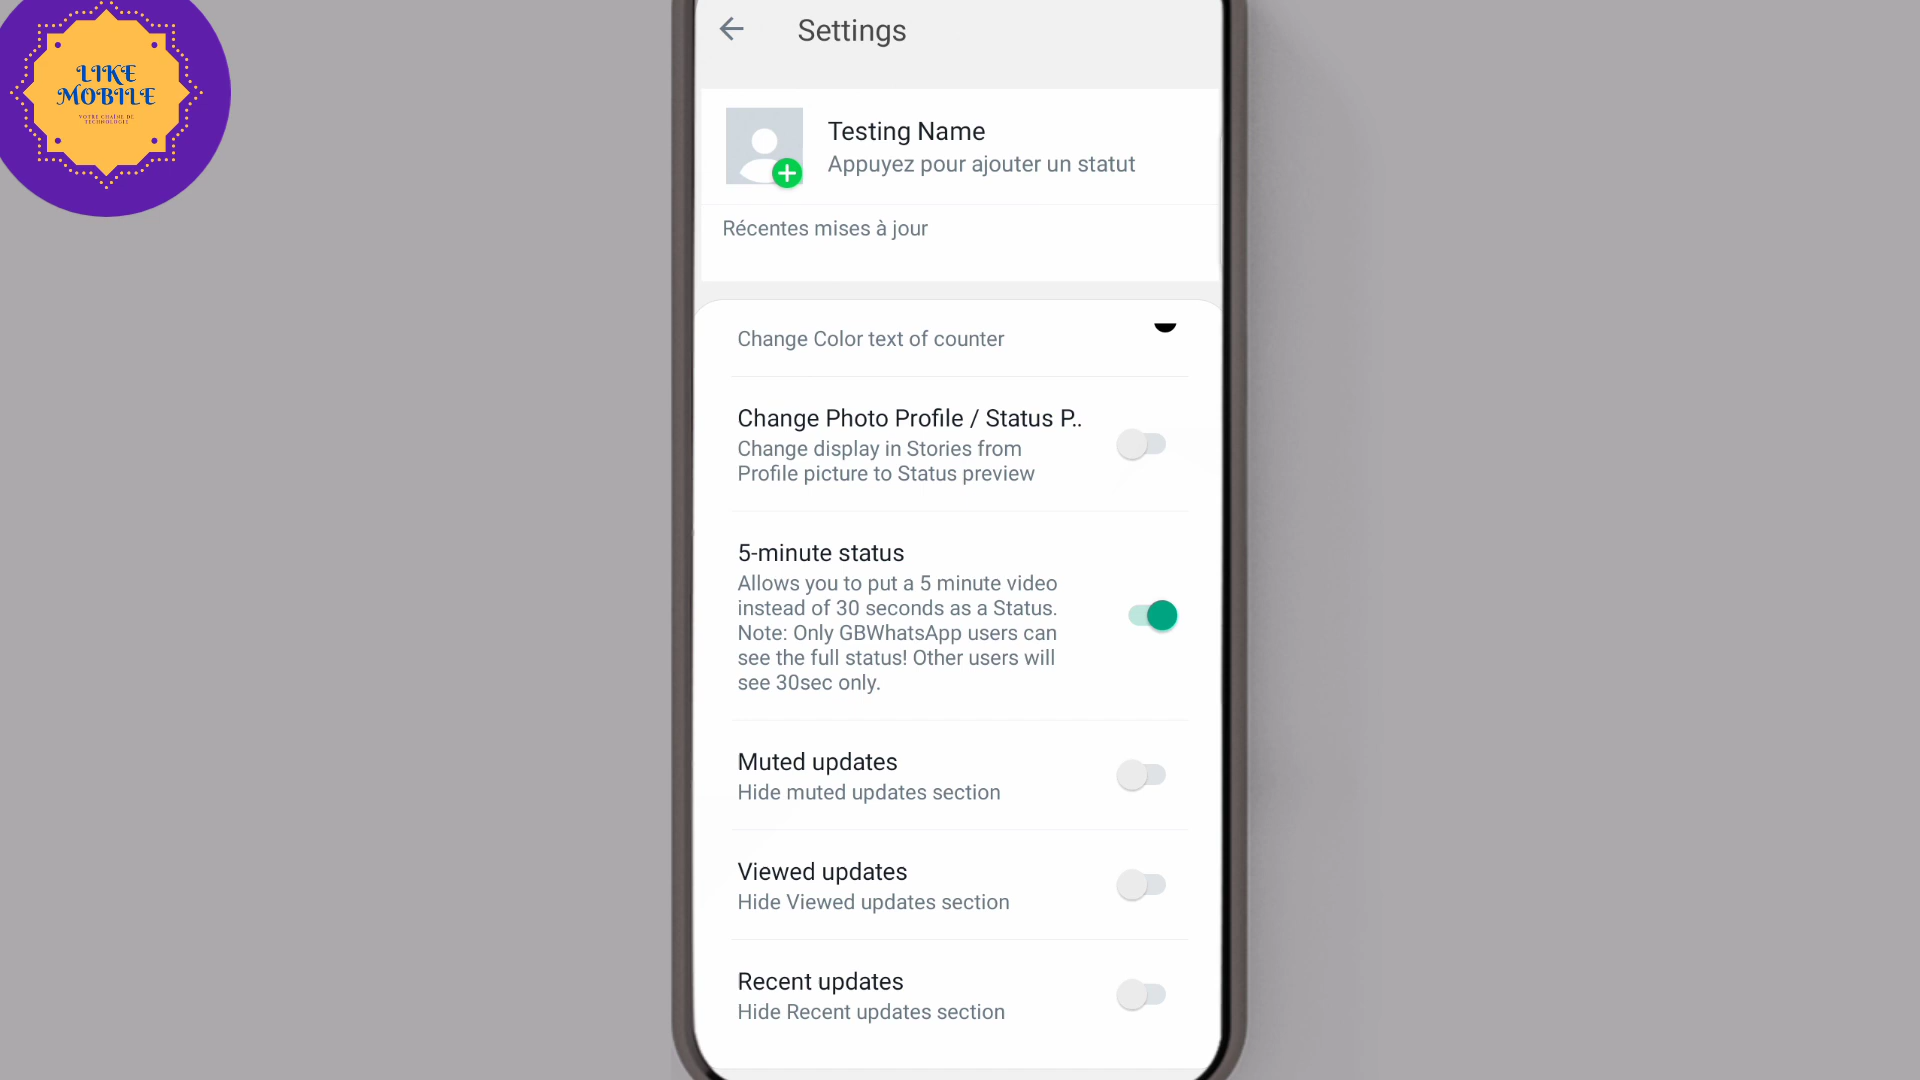 LIKE
MOBILE
VOTRE CHAÎNE DE
TECHNOLOGIE
Settings
Testing Name
Appuyez pour ajouter un statut
Récentes mises à jour
Change Color text of counter
Change Photo Profile / Status P..
Change display in Stories from
Profile picture to Status preview
5-minute status
Allows you to put a 5 minute video
instead of 30 seconds as a Status.
Note: Only GBWhatsApp users can
see the full status! Other users will
see 30sec only.
Muted updates
Hide muted updates section
Viewed updates
Hide Viewed updates section
Recent updates
Hide Recent updates section